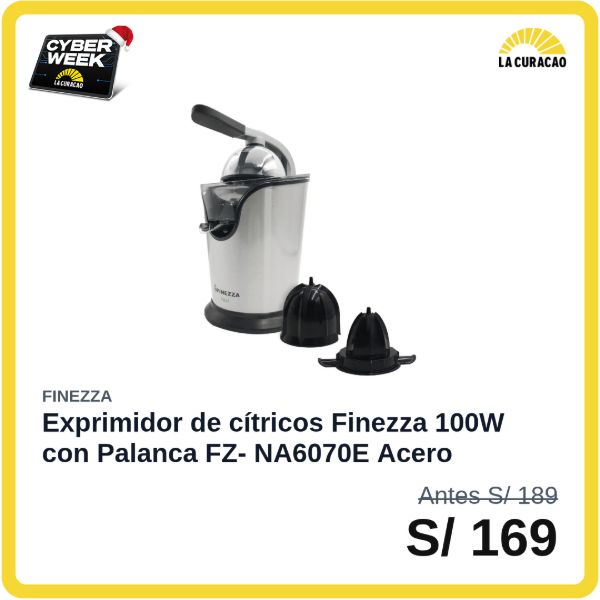 CYBER
WEEK
LA CURACAO
LA CURACAO
FINEZZA
FINEZZA
Exprimidor de cítricos Finezza 100W
con Palanca FZ- NA6070E Acero
Antes S/ 189
S/ 169